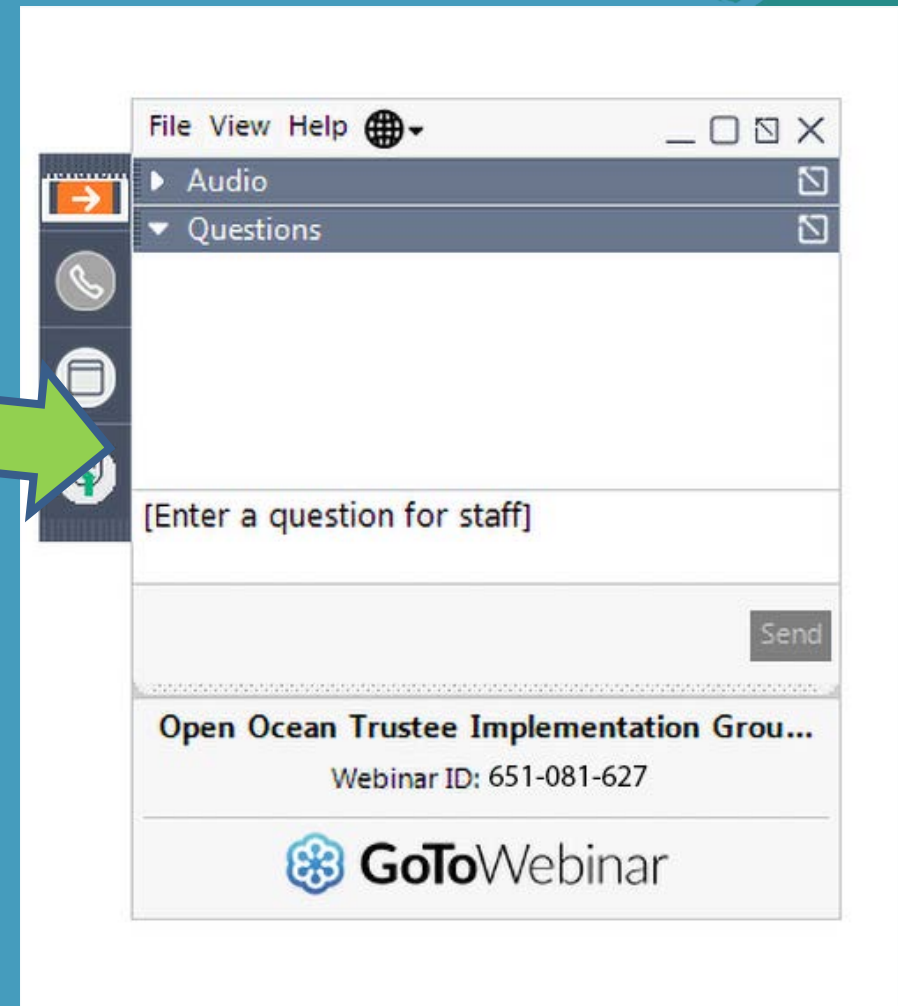 File View Help
Audio
Questions
[Enter a question for staff]
Send
Open Ocean Trustee Implementation Grou...
Webinar ID: 651-081-627
GoToWebinar